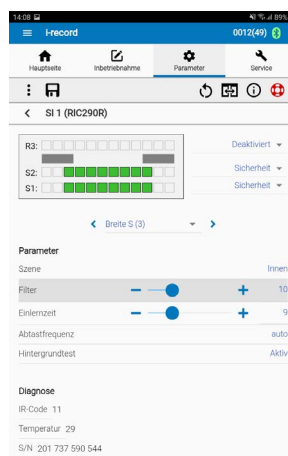 14:08 89%
i-record 0012(49)
Hauptseite Inbetriebnahme Parameter Service
SI 1 (RIC290R)
R3: Deaktiviert
S2: Sicherheit
S1: Sicherheit
Breite S (3)
Parameter
Szene Innen
Filter 10
Einlernzeit 9
Abtastfrequenz auto
Hintergrundtest Aktiv
Diagnose
IR-Code 11
Temperatur 29
S/N 201 737 590 544